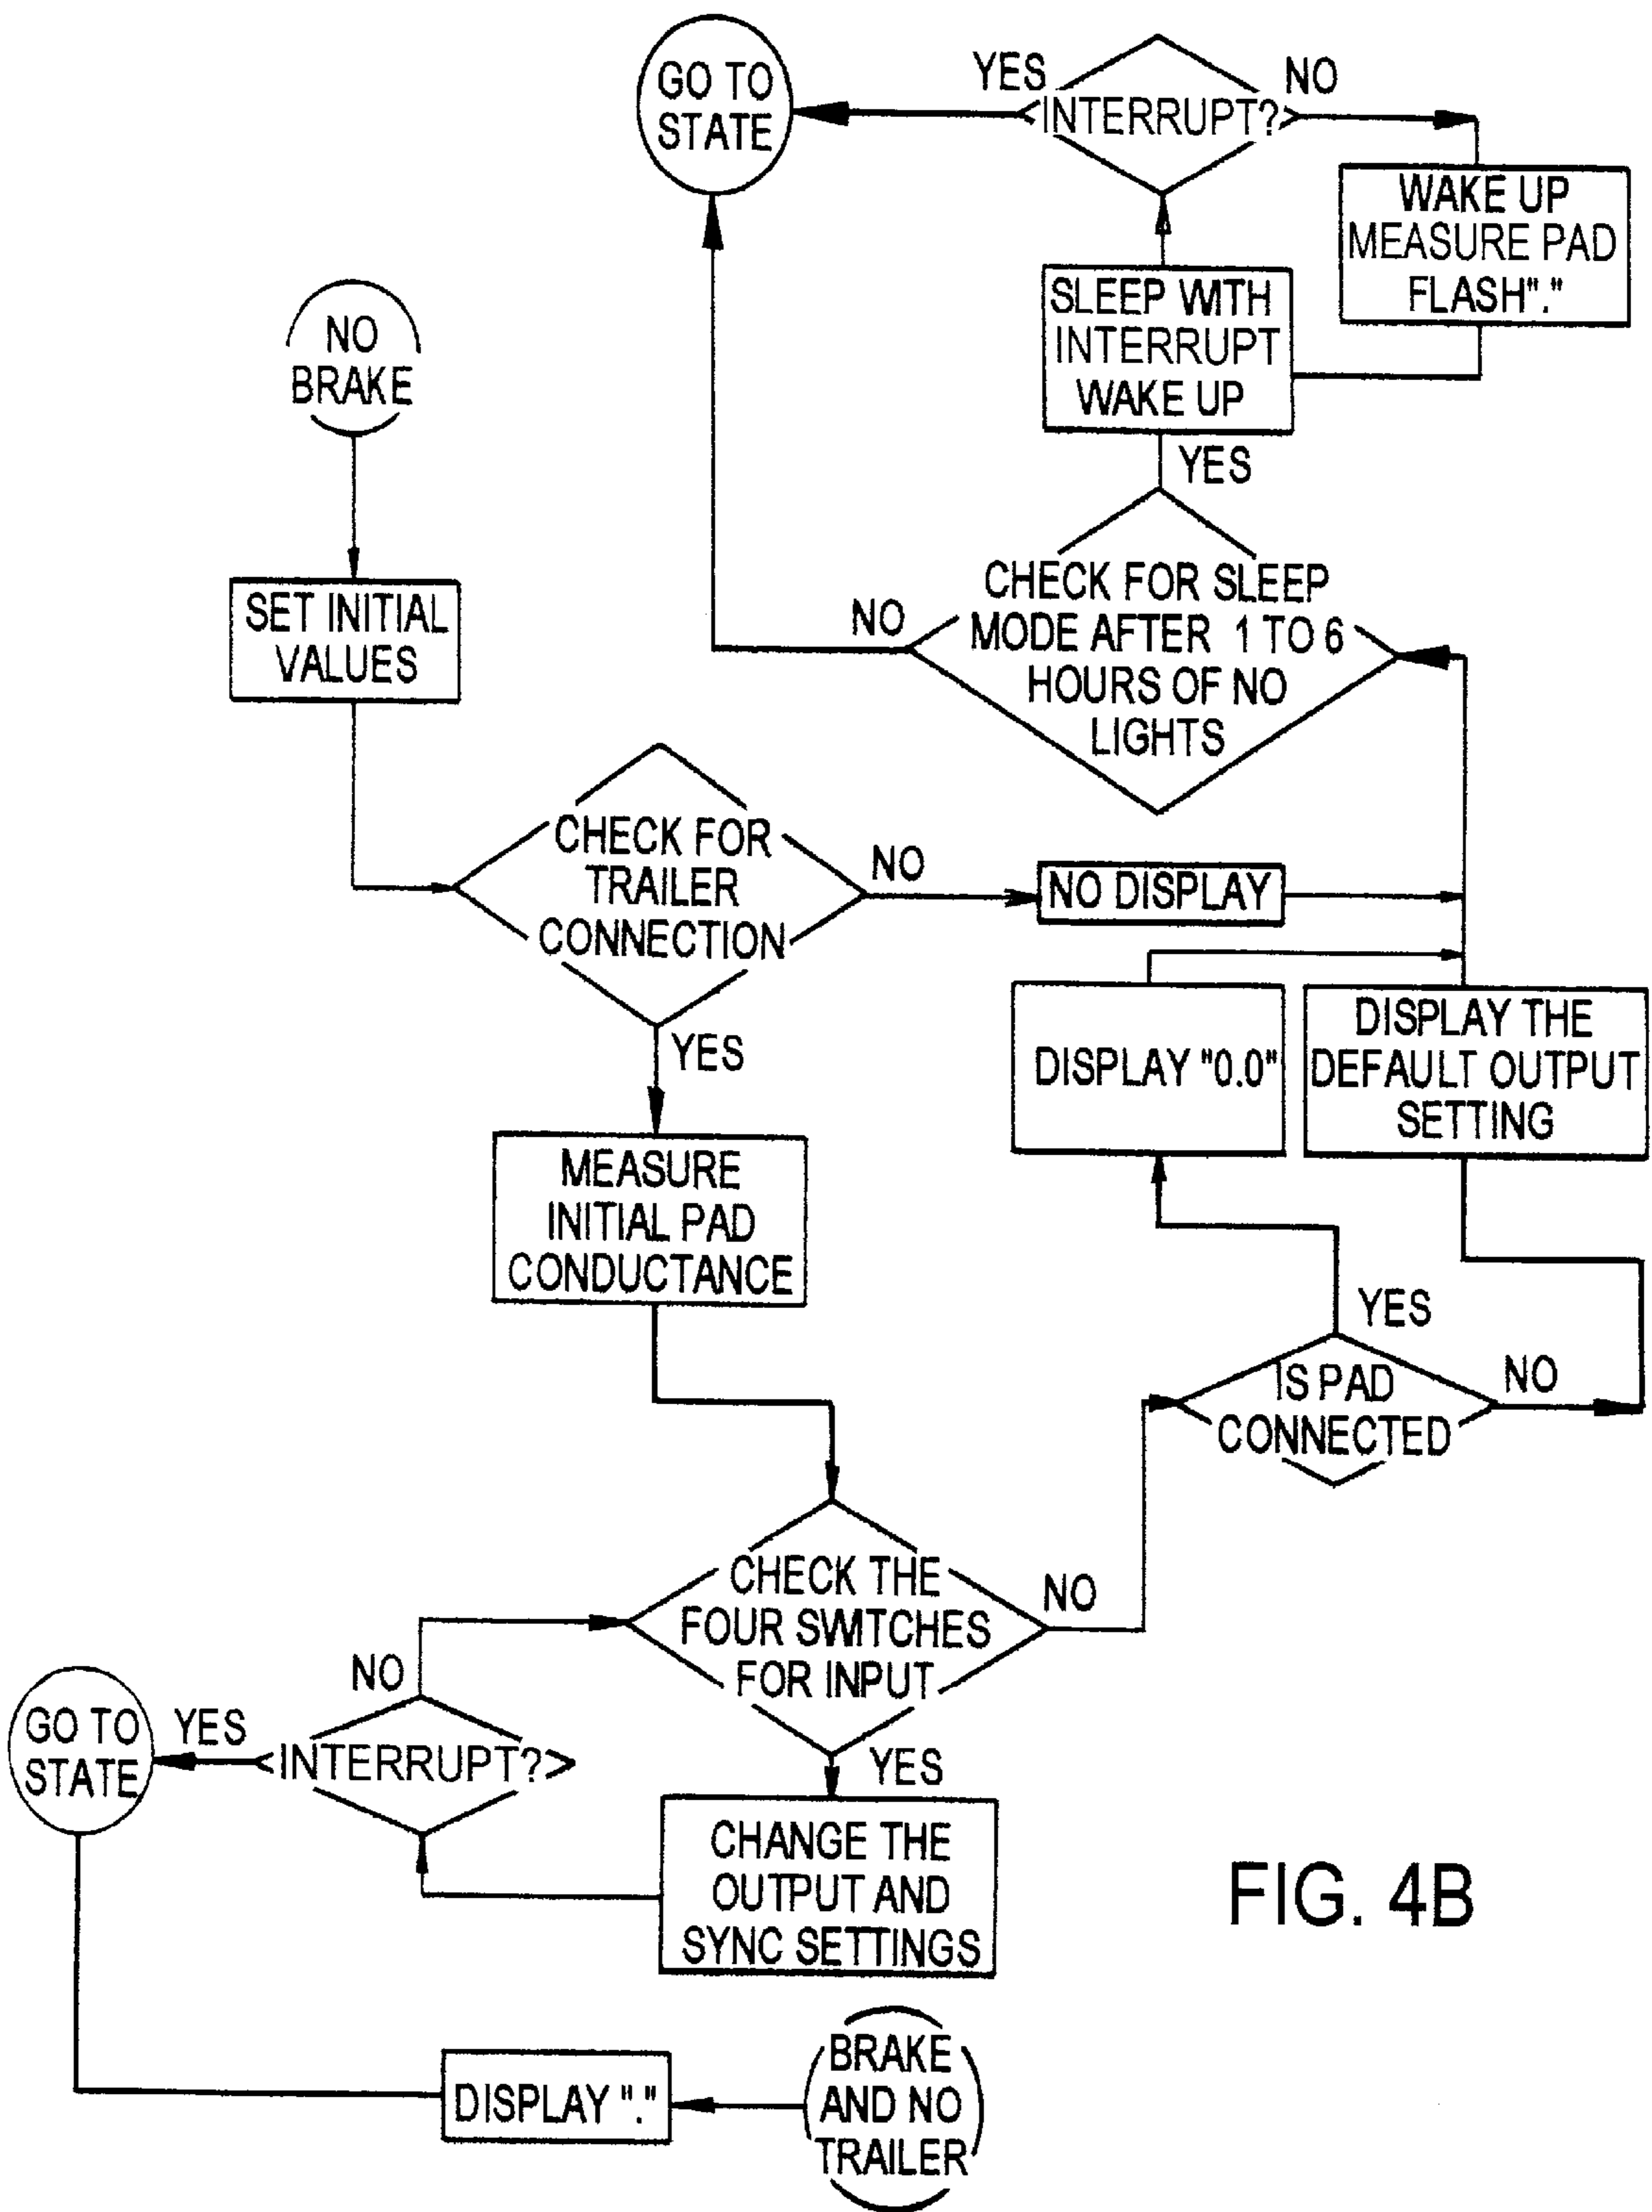 GO TO
STATE
YES
INTERRUPT?
NO
WAKE UP
MEASURE PAD
FLASH"."
SLEEP WITH
INTERRUPT
WAKE UP
YES
NO
BRAKE
SET INITIAL
VALUES
CHECK FOR SLEEP
MODE AFTER 1 TO 6
HOURS OF NO
LIGHTS
NO
CHECK FOR
TRAILER
CONNECTION
NO
NO DISPLAY
YES
DISPLAY "0.0"
DISPLAY THE
DEFAULT OUTPUT
SETTING
MEASURE
INITIAL PAD
CONDUCTANCE
YES
IS PAD
CONNECTED
NO
CHECK THE
FOUR SWITCHES
FOR INPUT
NO
YES
NO
INTERRUPT?
YES
GO TO
STATE
CHANGE THE
OUTPUT AND
SYNC SETTINGS
FIG. 4B
DISPLAY "."
BRAKE
AND NO
TRAILER